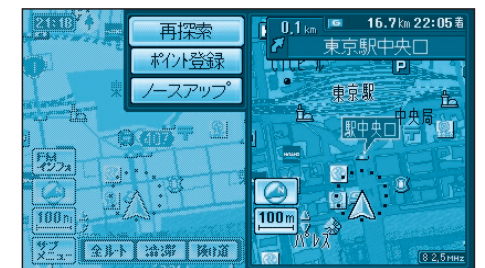 21:18
再探索
ポイント登録
ノースアップ
0.1km 16.7km 22:05着
東京駅中央口
P
東京駅
中央局
駅中央口
407
FM
インフォ
100m
100m
パレス
サブ
メニュー
全ルート
渋滞
抜け道
82.5MHz